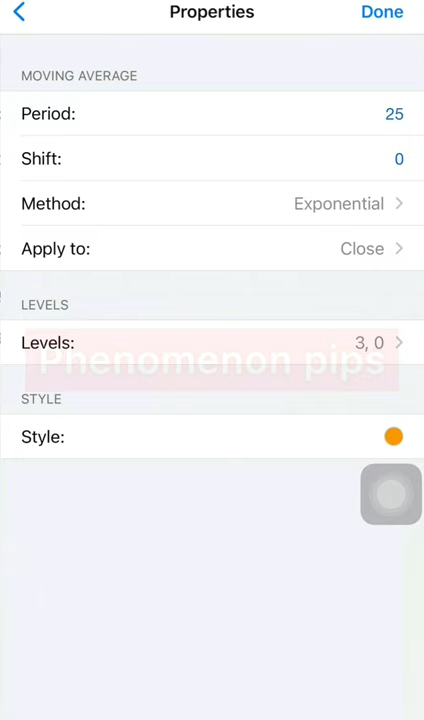 Properties Done
MOVING AVERAGE
Period: 25
Shift: 0
Method: Exponential
Apply to: Close
LEVELS
Levels: 3, 0
Phenomenon pips
STYLE
Style: